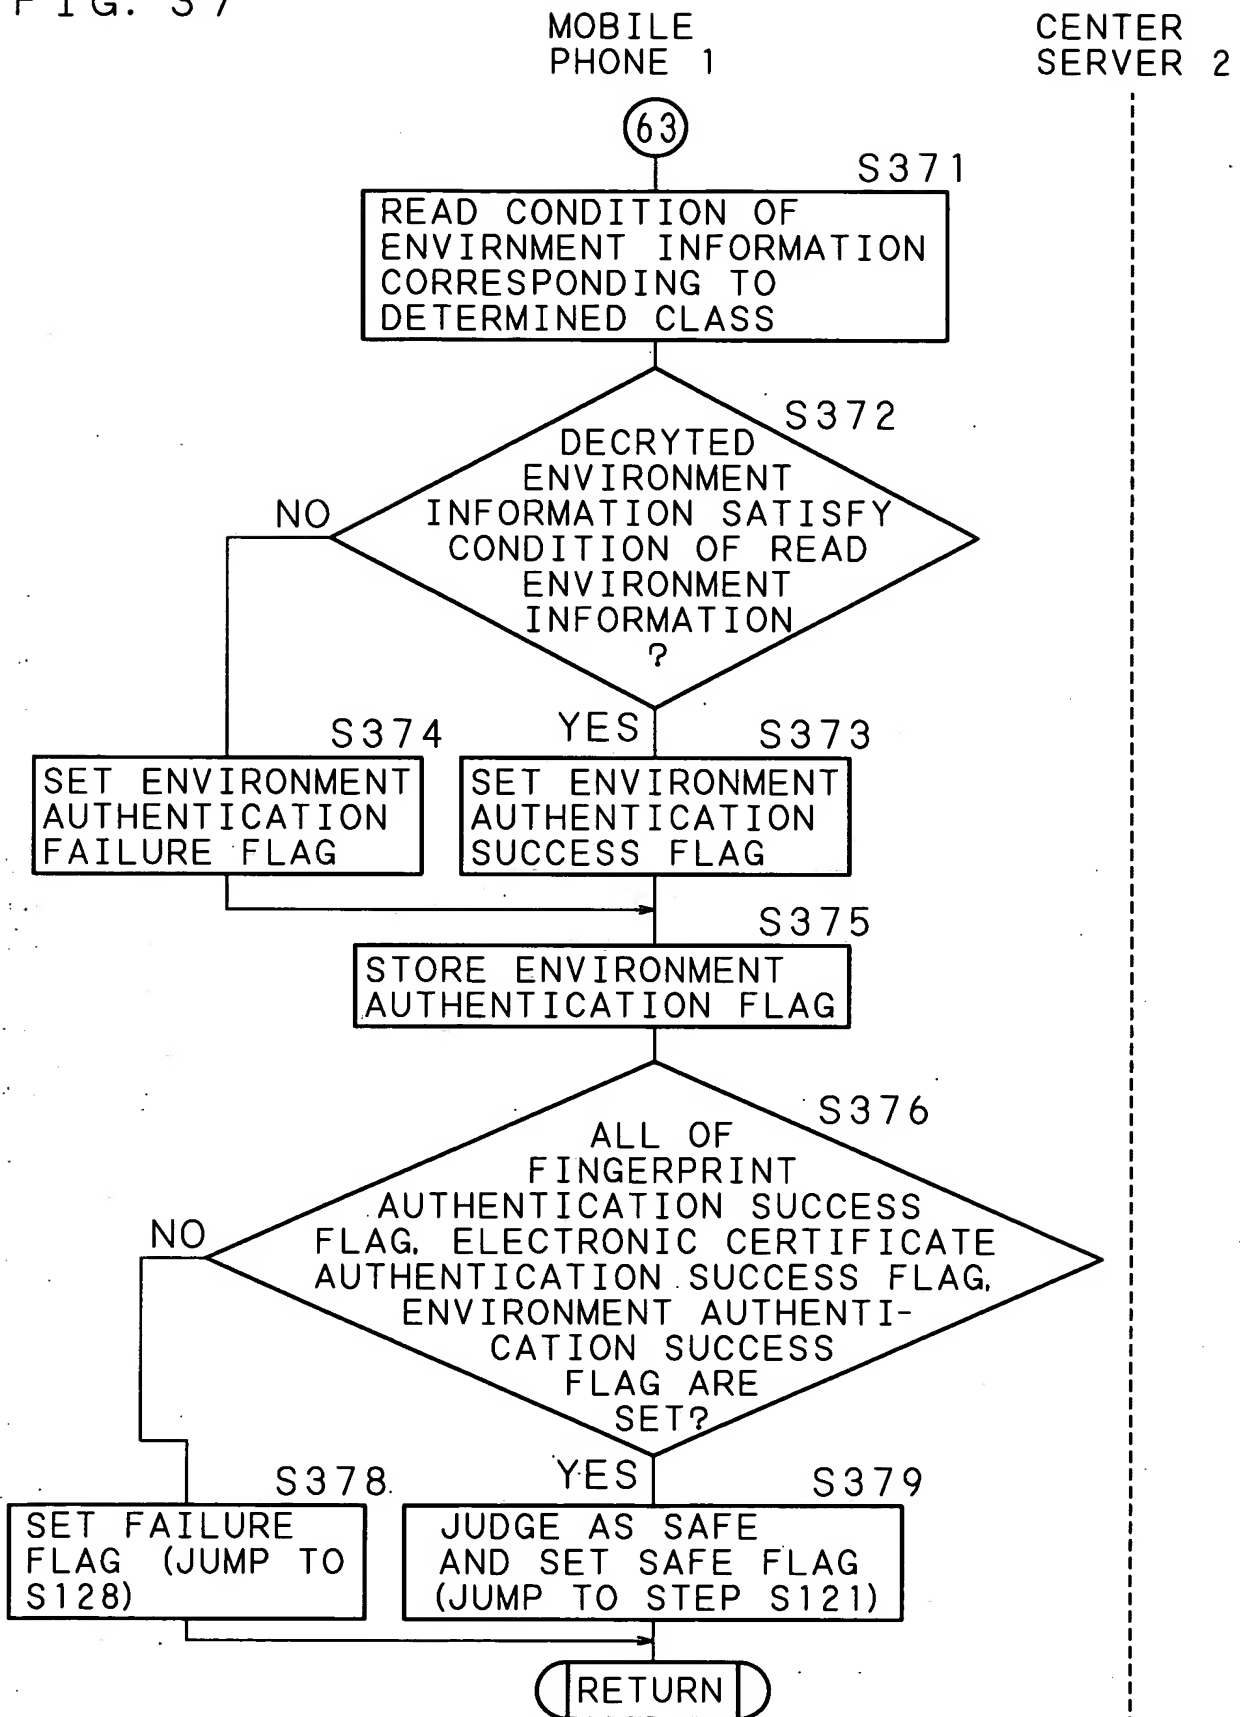 FIG. 37
MOBILE
PHONE 1
CENTER
SERVER 2
63
S371
READ CONDITION OF
ENVIRNMENT INFORMATION
CORRESPONDING TO
DETERMINED CLASS
S372
DECRYTED
ENVIRONMENT
INFORMATION SATISFY
CONDITION OF READ
ENVIRONMENT
INFORMATION
?
NO
YES
S374
SET ENVIRONMENT
AUTHENTICATION
FAILURE FLAG
S373
SET ENVIRONMENT
AUTHENTICATION
SUCCESS FLAG
S375
STORE ENVIRONMENT
AUTHENTICATION FLAG
S376
ALL OF
FINGERPRINT
AUTHENTICATION SUCCESS
FLAG, ELECTRONIC CERTIFICATE
AUTHENTICATION SUCCESS FLAG,
ENVIRONMENT AUTHENTI-
CATION SUCCESS
FLAG ARE
SET?
NO
YES
S378
SET FAILURE
FLAG (JUMP TO
S128)
S379
JUDGE AS SAFE
AND SET SAFE FLAG
(JUMP TO STEP S121)
RETURN